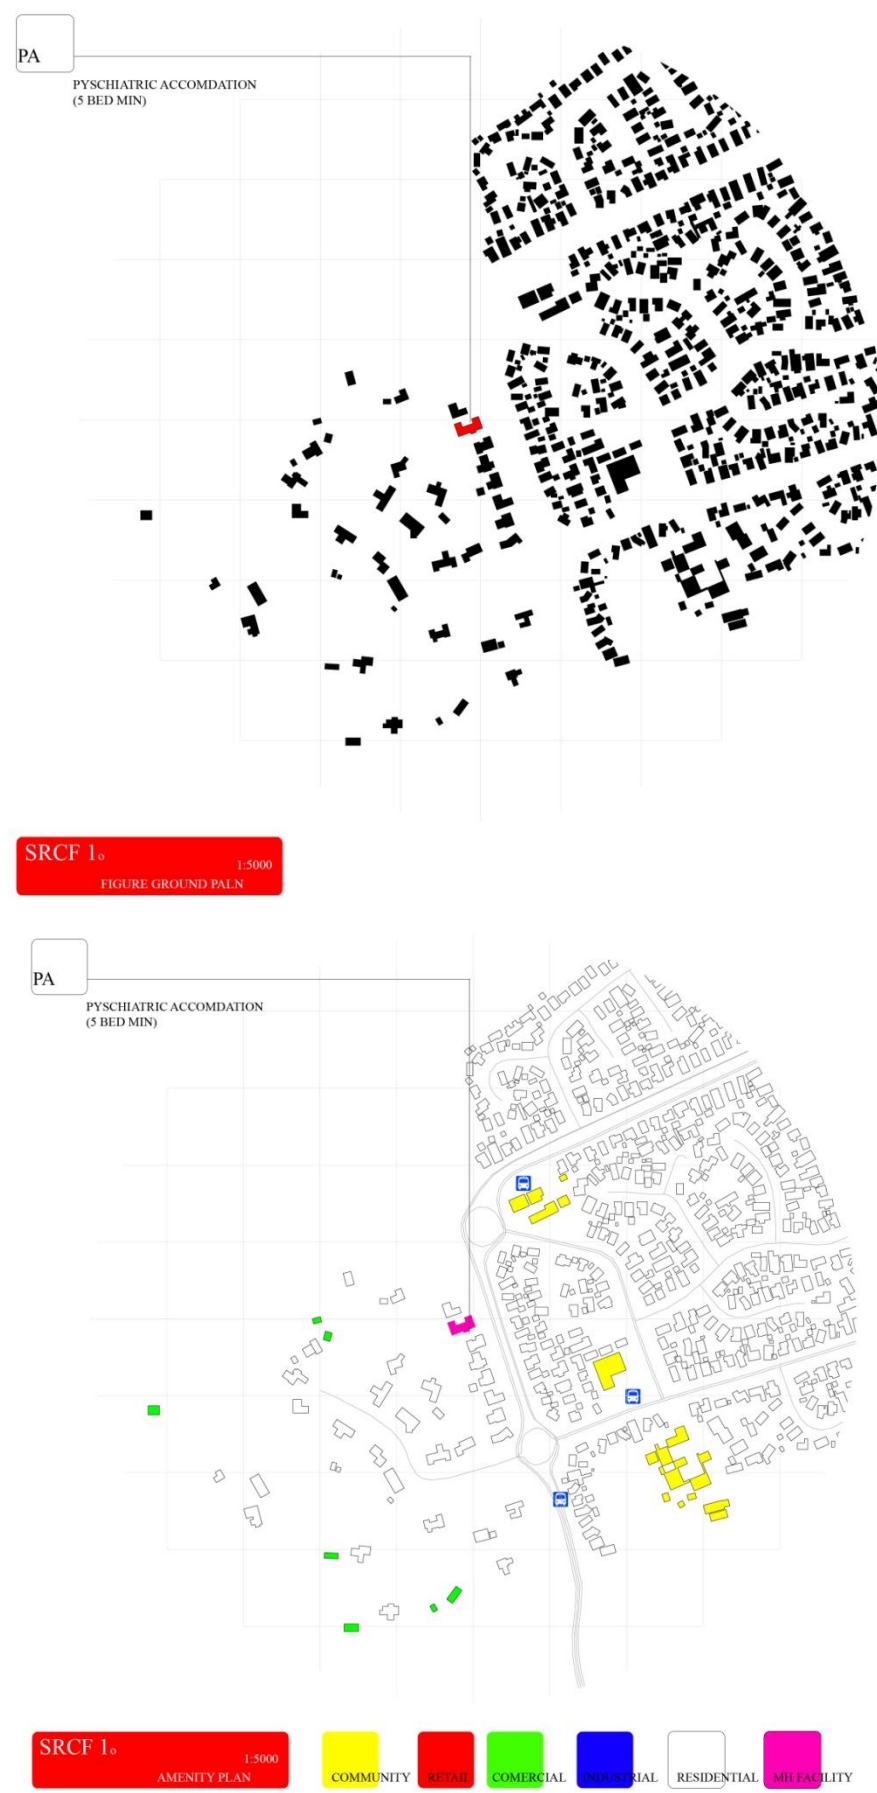 PA
PYSCHIATRIC ACCOMDATION
(5 BED MIN)
SRCF 1o
1:5000
FIGURE GROUND PALN
PA
PYSCHIATRIC ACCOMDATION
(5 BED MIN)
SRCF 1o
1:5000
AMENITY PLAN
COMMUNITY
RETAIL
COMERCIAL
INDUSTRIAL
RESIDENTIAL
MH FACILITY